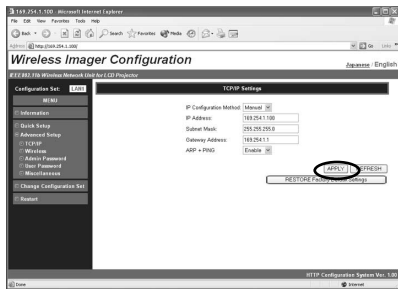 169.254.1.100 - Microsoft Internet Explorer
File Edit View Favorites Tools Help
Back Search Favorites Media
Address http://169.254.1.100/ Go Links
Wireless Imager Configuration
Japanese | English
IEEE 802.11b Wireless Network Unit for LCD Projector
Configuration Set: LAB5
TCP/IP Settings
MENU
Information
Quick Setup
Advanced Setup
TCP/IP
Wireless
Admin Password
User Password
Miscellaneous
Change Configuration Set
Restart
IP Configuration Method: Manual
IP Address: 169.254.1.100
Subnet Mask: 255.255.255.0
Gateway Address: 169.254.1.1
ARP + PING Enable
APPLY REFRESH
RESTORE Factory Default Settings
HTTP Configuration System Ver. 1.00
Done Internet